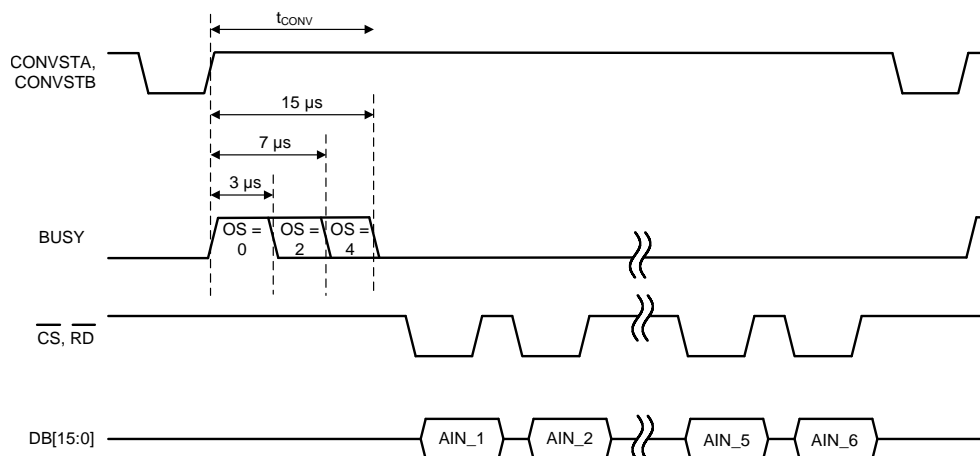 tCONV
CONVSTA,
CONVSTB
15 µs
7 µs
3 µs
BUSY
OS =
0
OS =
2
OS =
4
CS, RD
DB[15:0]
AIN_1
AIN_2
AIN_5
AIN_6